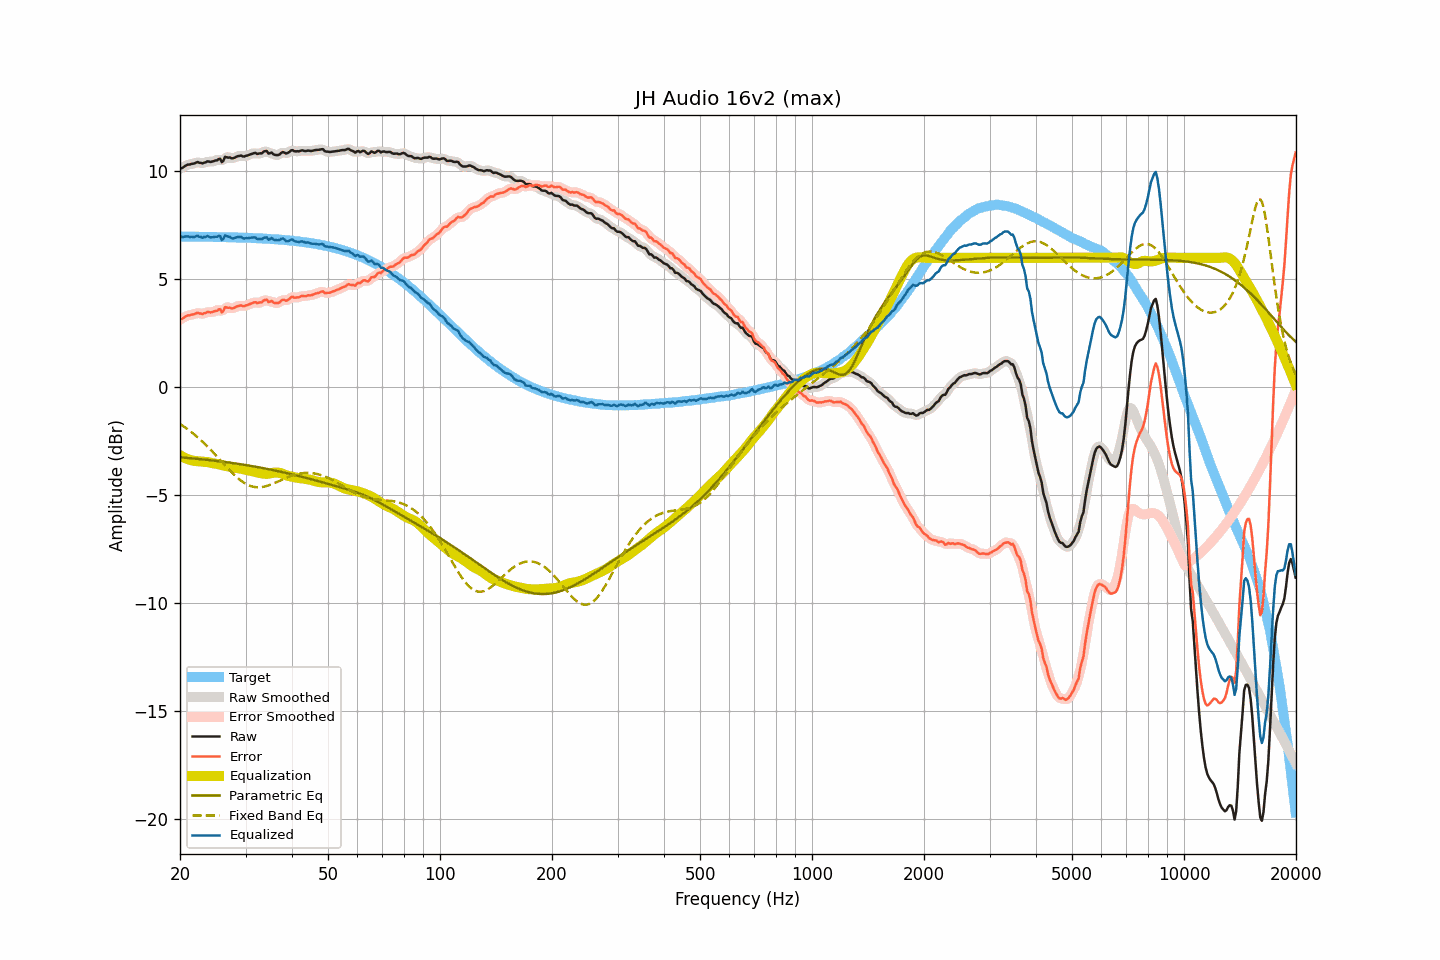 JH Audio 16v2 (max)
10
5
0
−5
−10
−15
−20
Amplitude (dBr)
Target
Raw Smoothed
Error Smoothed
Raw
Error
Equalization
Parametric Eq
Fixed Band Eq
Equalized
20 50 100 200 500 1000 2000 5000 10000 20000
Frequency (Hz)